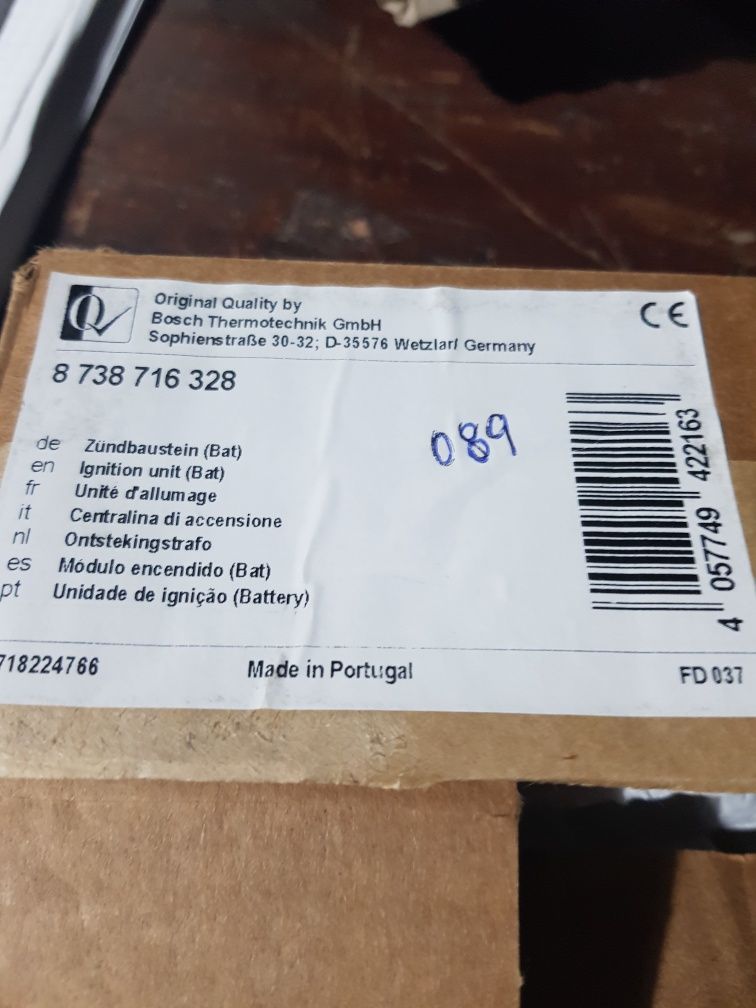 Original Quality by
Bosch Thermotechnik GmbH
Sophienstraße 30-32; D-35576 Wetzlar/ Germany
CE
8 738 716 328
089
de Zündbaustein (Bat)
en Ignition unit (Bat)
fr Unité d'allumage
it Centralina di accensione
nl Ontstekingstrafo
es Módulo encendido (Bat)
pt Unidade de ignição (Battery)
4 057749 422163
718224766 Made in Portugal FD 037